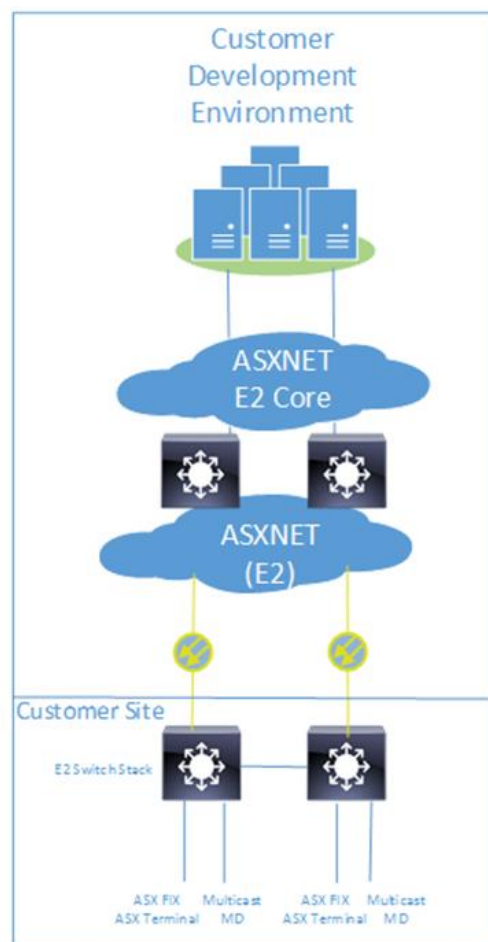 Customer
Development
Environment
ASXNET
E2 Core
ASXNET
(E2)
Customer Site
E2 Switch Stack
ASX FIX
ASX Terminal
Multicast
MD
ASX FIX
ASX Terminal
Multicast
MD